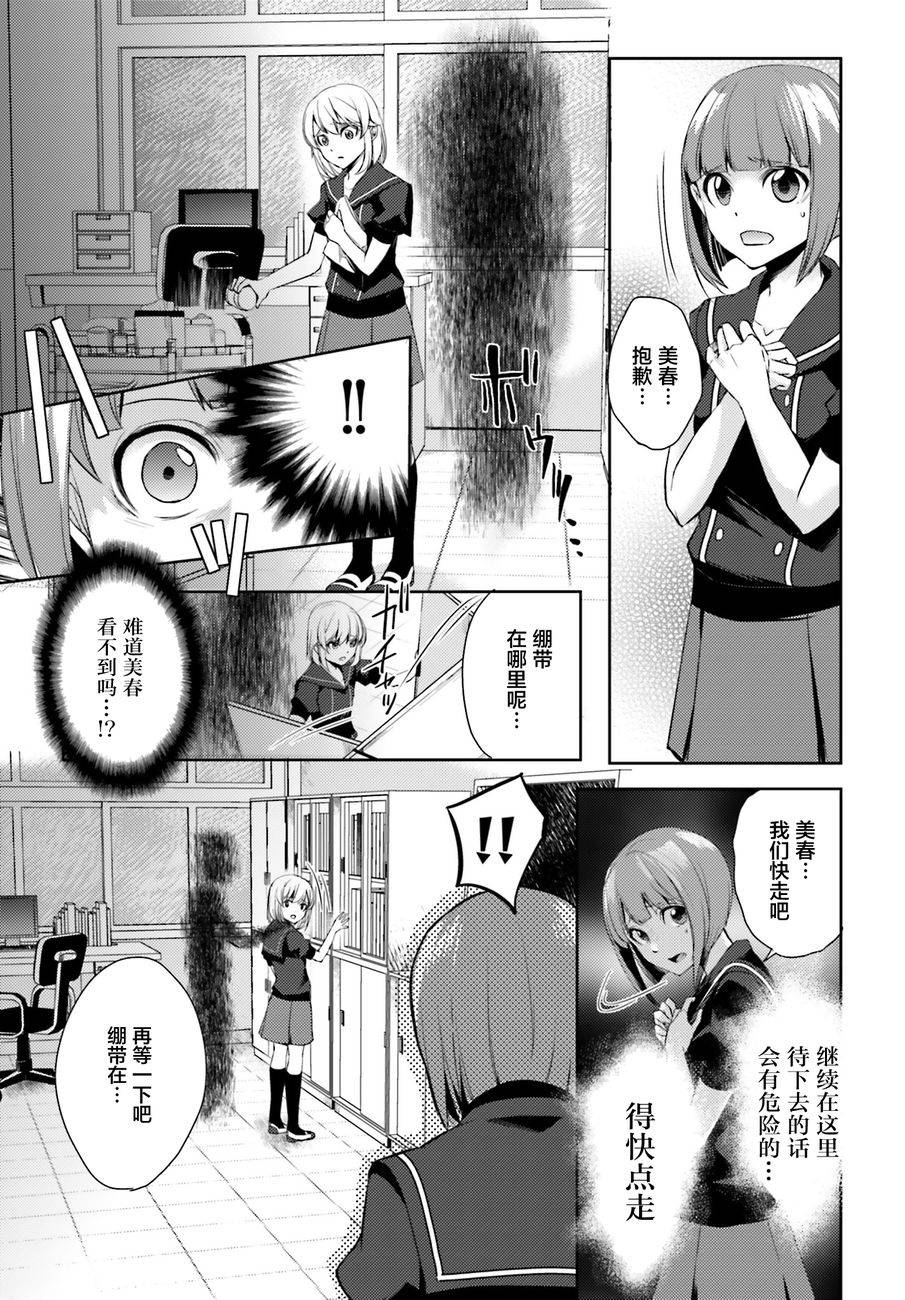 美春…
抱歉…
ボ
ウ
!!
绷带
在哪里呢…
ガチャ
难道美春
看不到吗…!?
美春…
我们快走吧
继续在这里
待下去的话
会有危险的…
得快点走
!!
再等一下吧
绷带在…